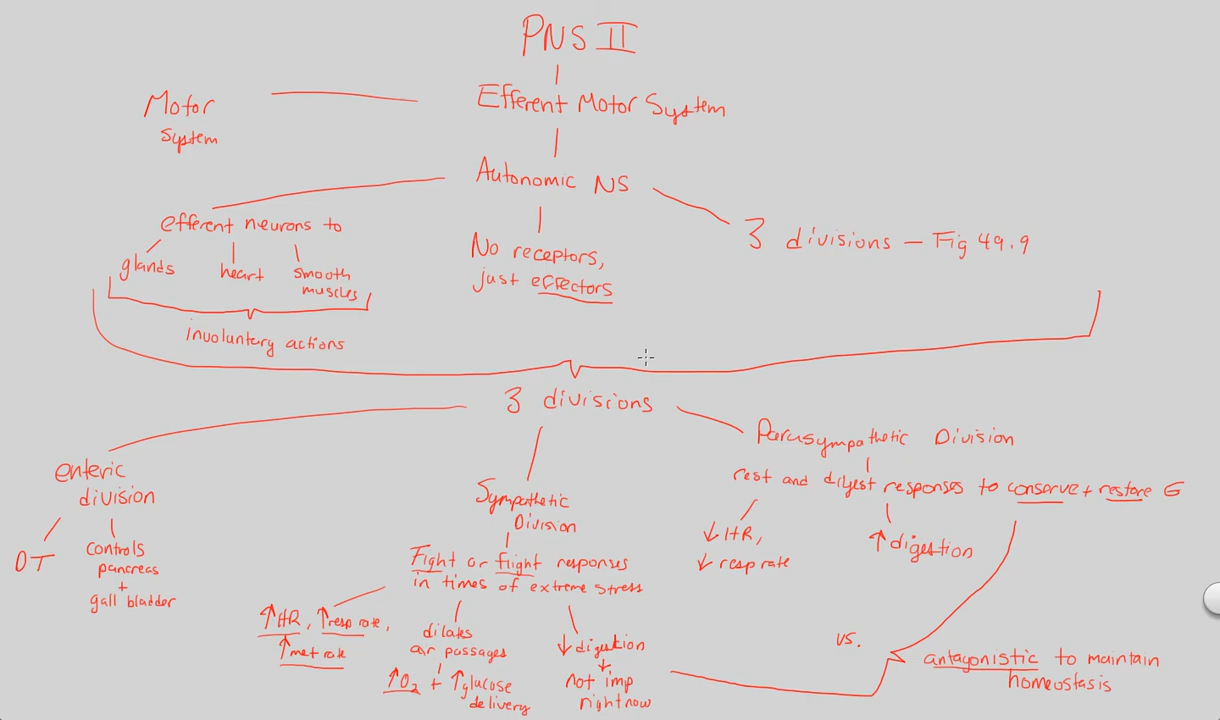 PNS II
Efferent Motor System
Motor
System
Autonomic NS
efferent neurons to
glands
heart
smooth
muscles
involuntary actions
No receptors,
just effectors
3 divisions – Fig 49.9
3 divisions
enteric
division
DT
controls
pancreas
+
gall bladder
Sympathetic
Division
Fight or flight responses
in times of extreme stress
↑HR, ↑resp rate,
↑met rate
dilates
air passages
↑O2 + ↑glucose
delivery
↓digestion
↓
not imp
right now
Parasympathetic Division
rest and digest responses to conserve + restore G
↓HR,
↓resp rate
↑digestion
vs.
antagonistic to maintain
homeostasis